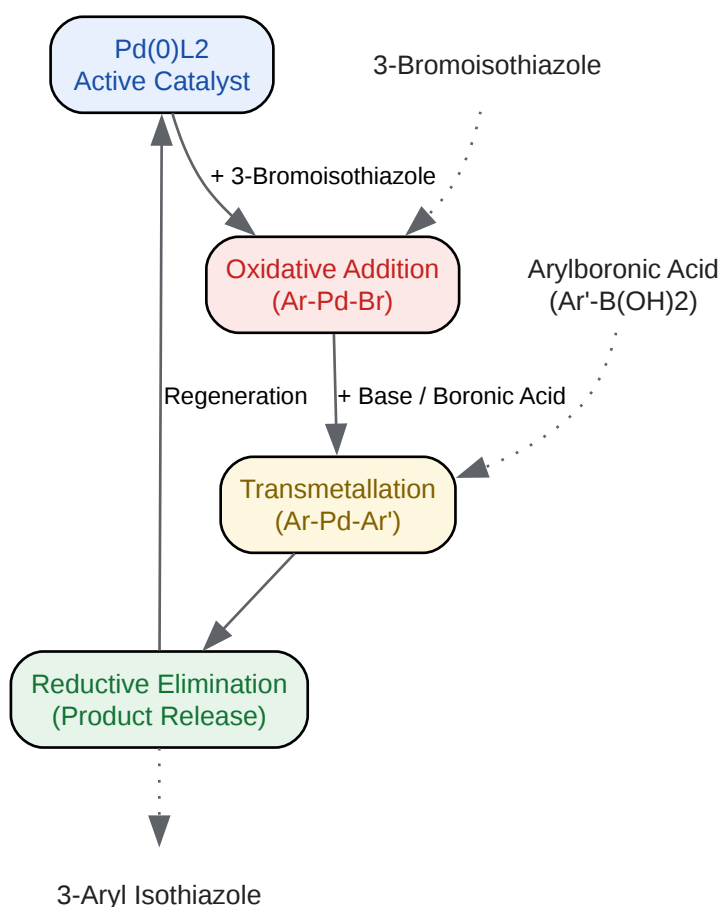 Pd(0)L2
Active Catalyst
3-Bromoisothiazole
+ 3-Bromoisothiazole
Oxidative Addition
(Ar-Pd-Br)
Arylboronic Acid
(Ar'-B(OH)2)
Regeneration
+ Base / Boronic Acid
Transmetallation
(Ar-Pd-Ar')
Reductive Elimination
(Product Release)
3-Aryl Isothiazole